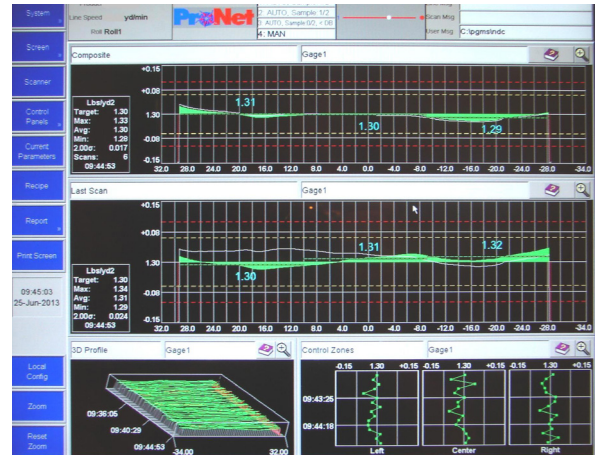 System
Line Speed yd/min
Roll Roll1
ProNet
2: AUTO, Sample 1/2
4: MAN
Scan Msg
User Msg C:\pgms\ndc
Screen
Scanner
Control Panels
Current Parameters
Recipe
Report
Print Screen
09:45:03
25-Jun-2013
Local Config
Zoom
Reset Zoom
Composite Gage1
+0.15
+0.08
1.30
-0.08
-0.15
Lbs/yd2
Target: 1.30
Max: 1.33
Avg: 1.30
Min: 1.28
2.00σ: 0.017
Scans: 6
09:44:53
1.31
1.30
1.29
32.0 28.0 24.0 20.0 16.0 12.0 8.0 4.0 0.0 -4.0 -8.0 -12.0 -16.0 -20.0 -24.0 -28.0 -34.0
Last Scan Gage1
+0.15
+0.08
1.30
-0.08
-0.15
Lbs/yd2
Target: 1.30
Max: 1.34
Avg: 1.31
Min: 1.29
2.00σ: 0.024
09:44:53
1.30
1.31
1.32
32.0 28.0 24.0 20.0 16.0 12.0 8.0 4.0 0.0 -4.0 -8.0 -12.0 -16.0 -20.0 -24.0 -28.0 -34.0
3D Profile Gage1
09:36:05
09:40:29
09:44:53
-34.00
32.00
Control Zones Gage1
-0.15 1.30 +0.15 -0.15 1.30 +0.15 -0.15 1.30 +0.15
09:43:25
09:44:18
Left Center Right